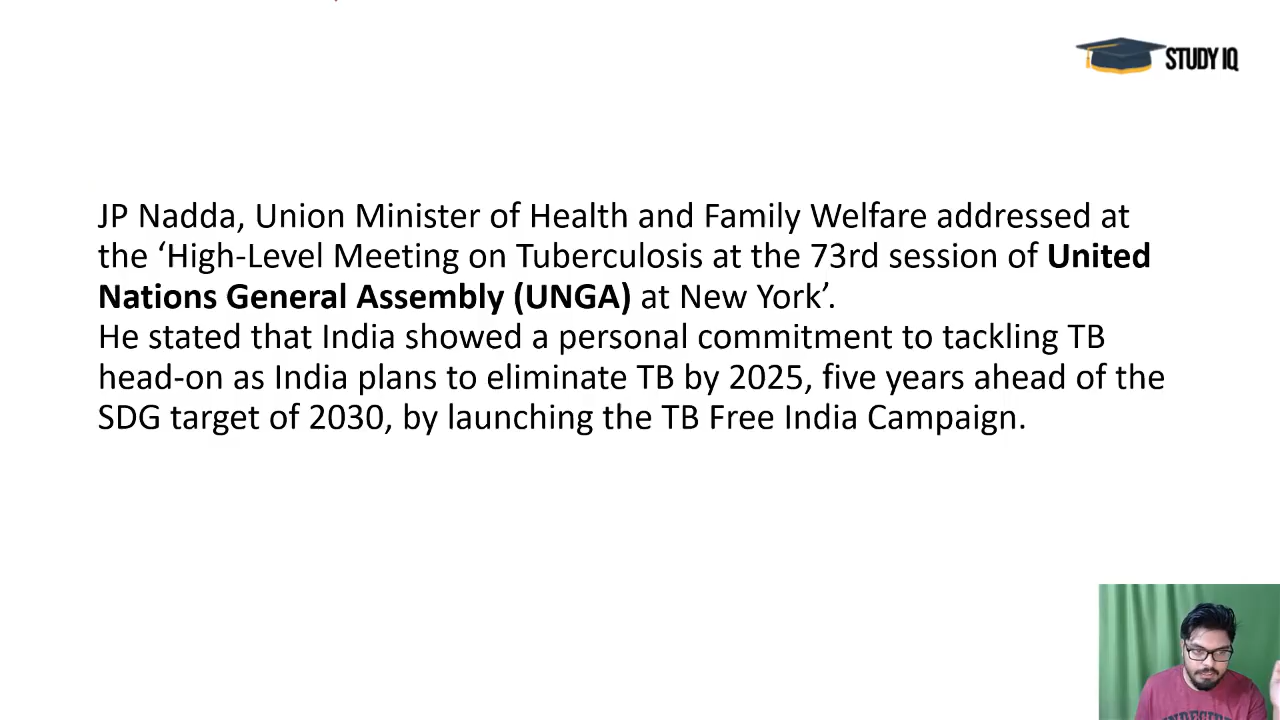 STUDY IQ
JP Nadda, Union Minister of Health and Family Welfare addressed at
the ‘High-Level Meeting on Tuberculosis at the 73rd session of United
Nations General Assembly (UNGA) at New York’.
He stated that India showed a personal commitment to tackling TB
head-on as India plans to eliminate TB by 2025, five years ahead of the
SDG target of 2030, by launching the TB Free India Campaign.